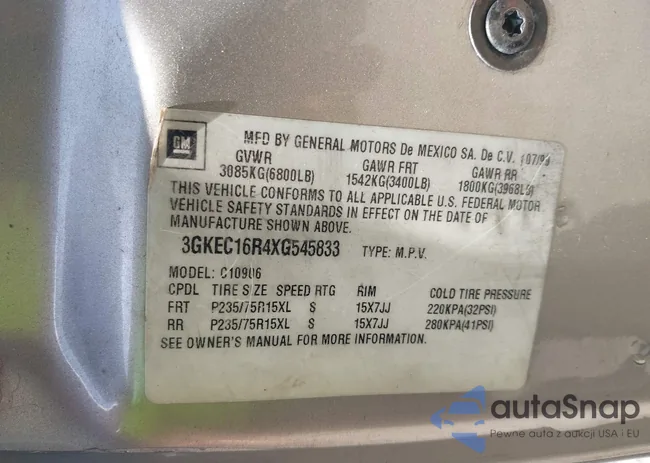 GM
MFD BY GENERAL MOTORS De MEXICO SA. De C.V.
GVWR GAWR FRT GAWR RR
3085KG(6800LB) 1542KG(3400LB) 1800KG(3968LB)
THIS VEHICLE CONFORMS TO ALL APPLICABLE U.S. FEDERAL MOTOR
VEHICLE SAFETY STANDARDS IN EFFECT ON THE DATE OF
MANUFACTURE SHOWN ABOVE.
3GKEC16R4XG545833 TYPE: M.P.V.
MODEL: C10906
CPDL TIRE SIZE SPEED RTG RIM COLD TIRE PRESSURE
FRT P235/75R15XL S 15X7JJ 220KPA(32PSI)
RR P235/75R15XL S 15X7JJ 280KPA(41PSI)
SEE OWNER'S MANUAL FOR MORE INFORMATION.
autaSnap
Pewne auta z aukcji USA · EU